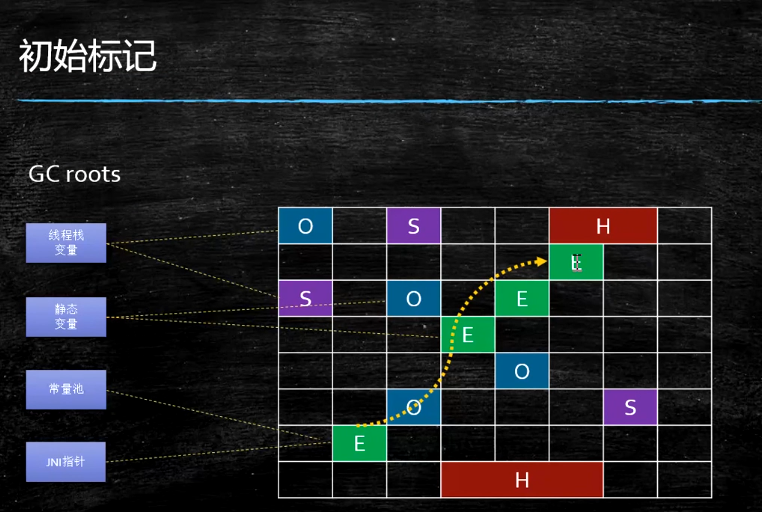 初始标记
GC roots
线程栈
变量
静态
变量
常量池
JNI指针
O S H
E
S O E
E
O
O S
E
H